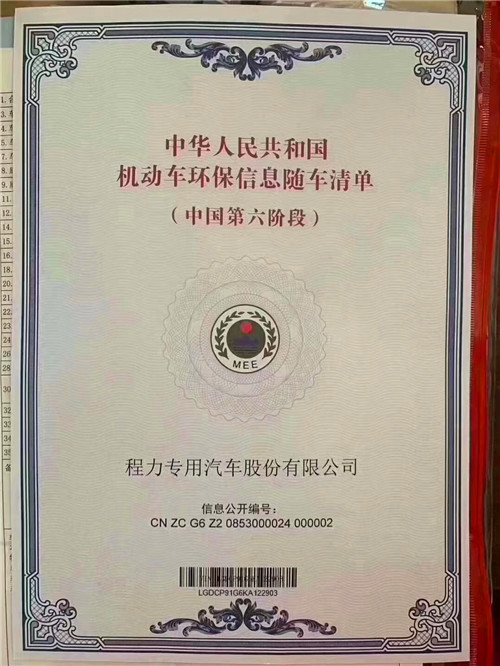 中华人民共和国
机动车环保信息随车清单
（中国第六阶段）
MEE
程力专用汽车股份有限公司
信息公开编号：
CN ZC G6 Z2 0853000024 000002
LGDCP91G6KA122903